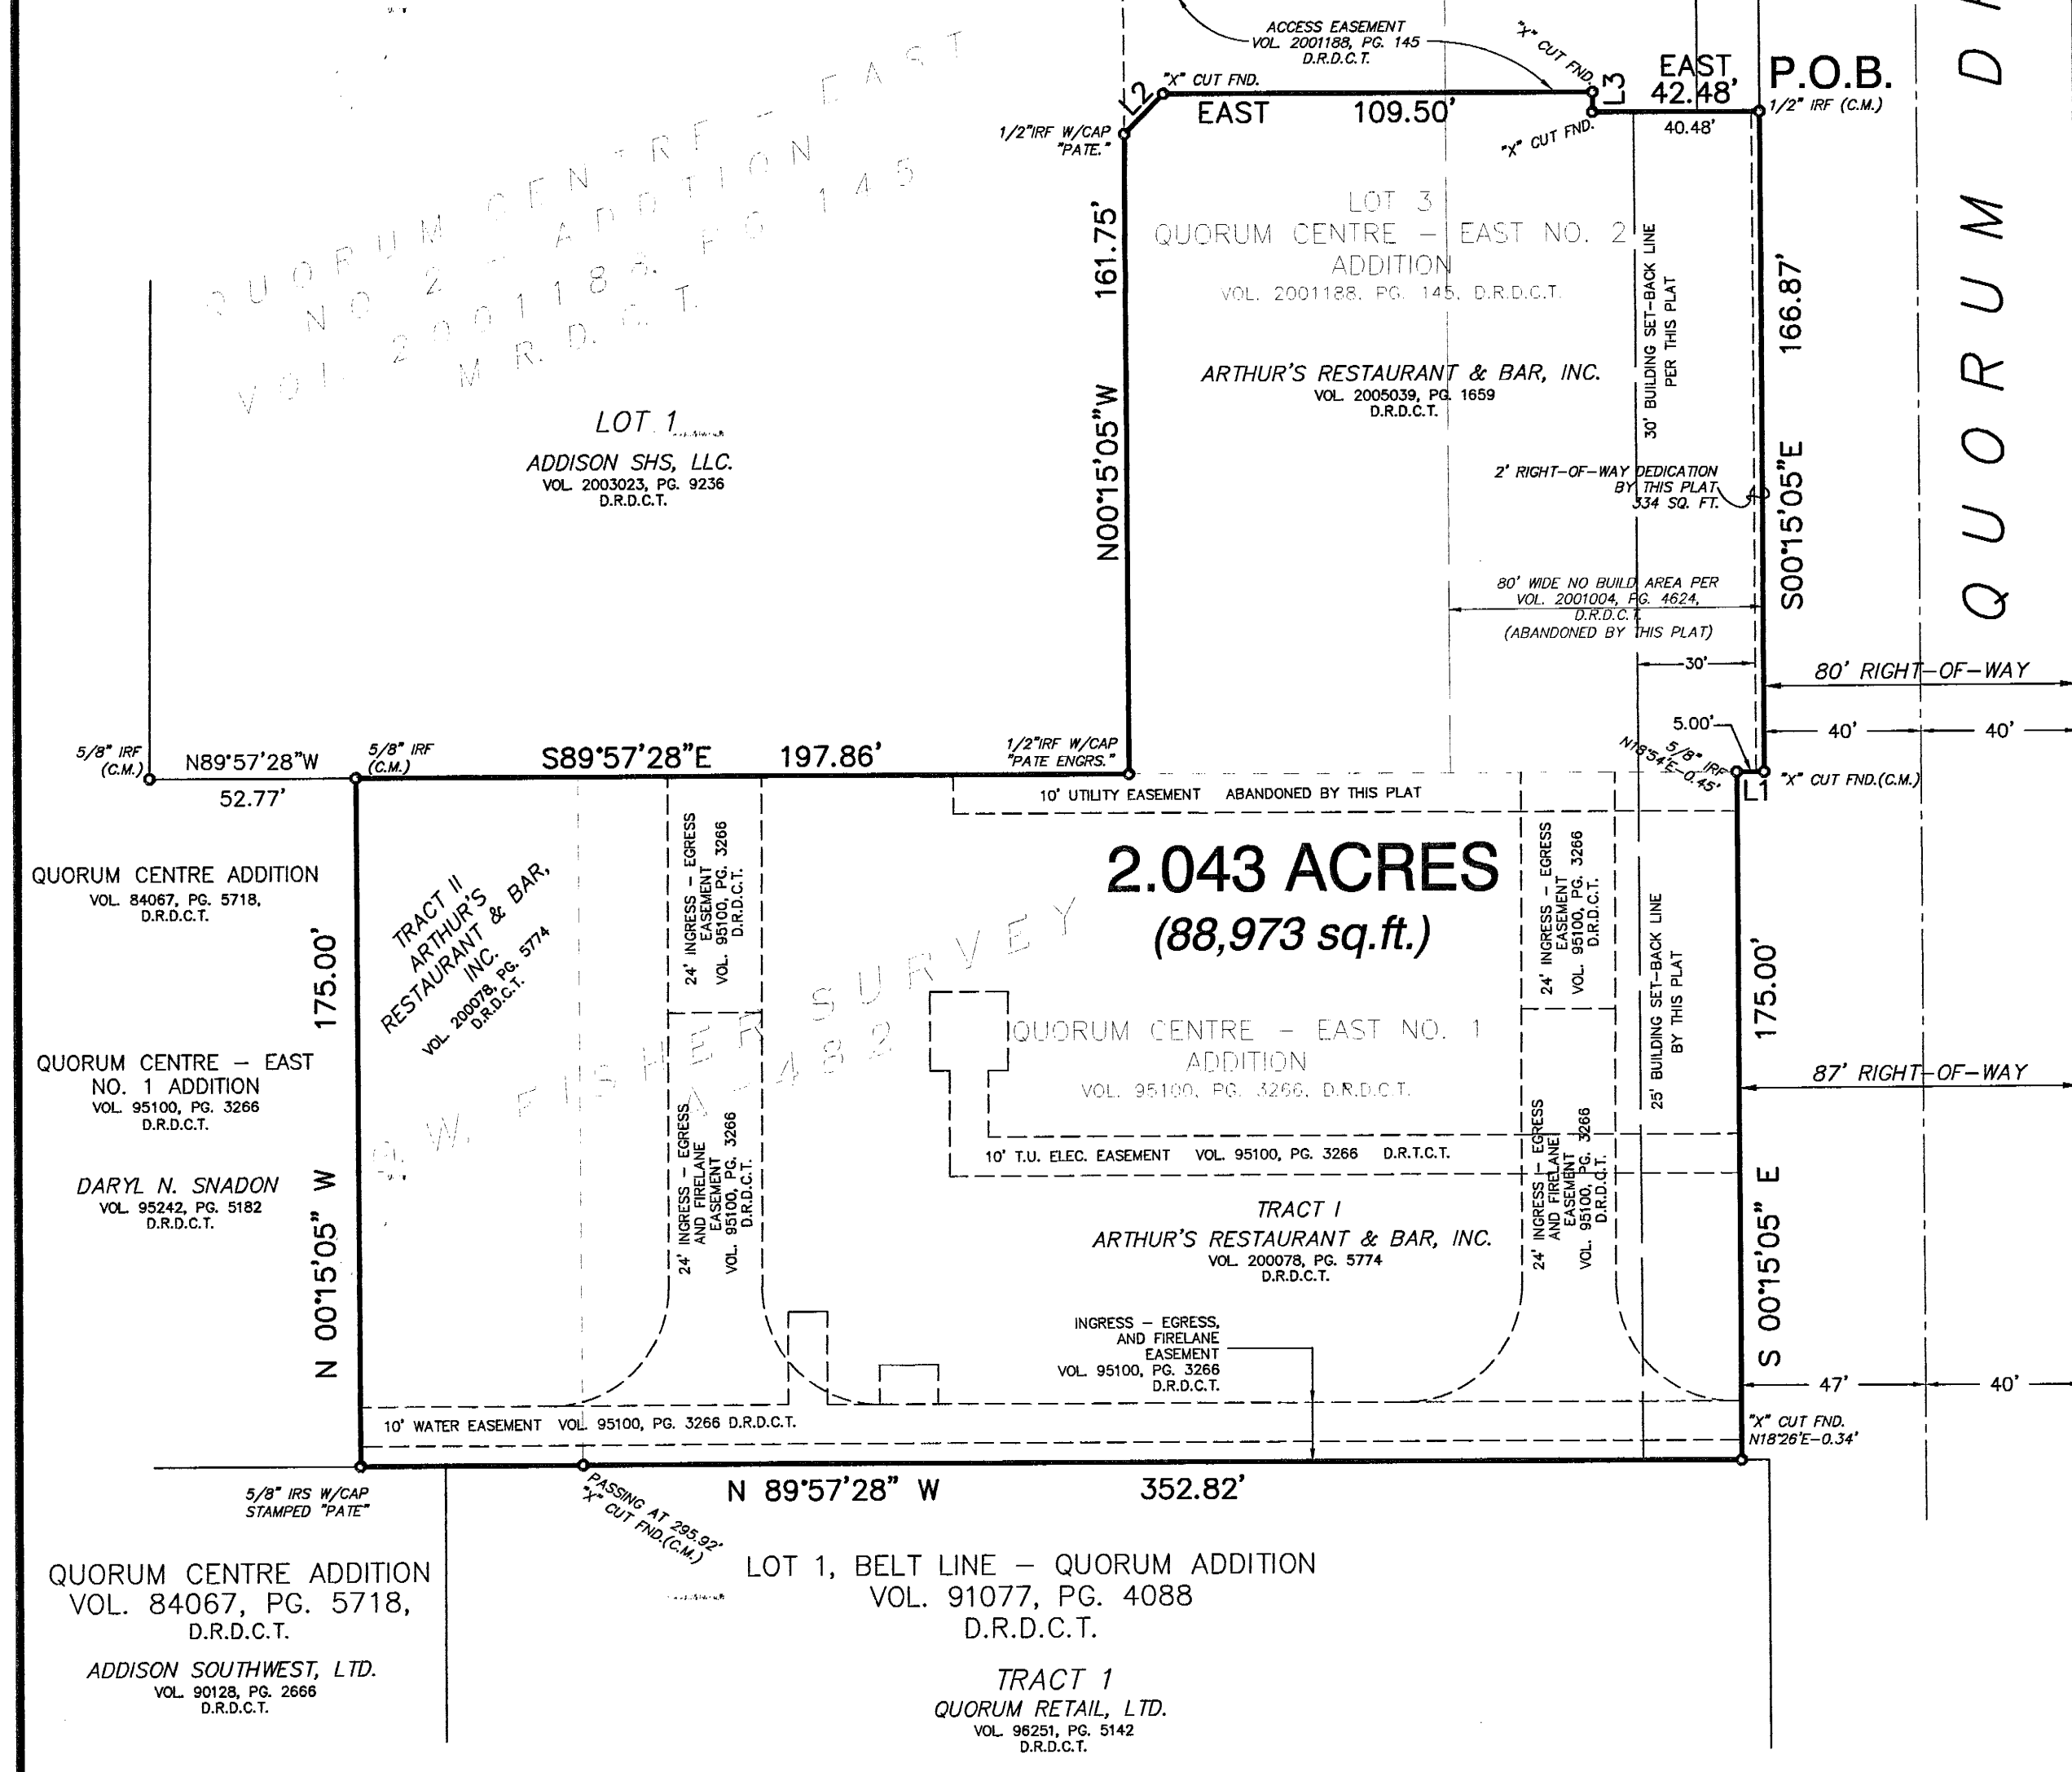 ACCESS EASEMENT
VOL. 2001188, PG. 145
D.R.D.C.T.
"X" CUT FND.
"X" CUT FND.
L2
L3
EAST,
42.48'
P.O.B.
1/2" IRF (C.M.)
EAST 109.50'
40.48'
1/2"IRF W/CAP
"PATE."
"X" CUT FND.
QUORUM CENTRE - EAST
NO 2 - ADDITION
VOL. 2001188, PG 145
M.R.D.C.T.
LOT 1
ADDISON SHS, LLC.
VOL. 2003023, PG. 9236
D.R.D.C.T.
N00°15'05"W 161.75'
LOT 3
QUORUM CENTRE – EAST NO. 2
ADDITION
VOL. 2001188, PG. 145, D.R.D.C.T.
ARTHUR'S RESTAURANT & BAR, INC.
VOL. 2005039, PG. 1659
D.R.D.C.T.
30' BUILDING SET-BACK LINE
PER THIS PLAT
2' RIGHT-OF-WAY DEDICATION
BY THIS PLAT
334 SQ. FT.
80' WIDE NO BUILD AREA PER
VOL. 2001004, PG. 4624,
D.R.D.C.T.
(ABANDONED BY THIS PLAT)
30'
S00°15'05"E 166.87'
QUORUM
80' RIGHT-OF-WAY
40' 40'
5.00'
5/8" IRF
N18°54'E-0.45'
L1
"X" CUT FND.(C.M.)
5/8" IRF
(C.M.)
N89°57'28"W
52.77'
5/8" IRF
(C.M.)
S89°57'28"E 197.86'
1/2"IRF W/CAP
"PATE ENGRS."
10' UTILITY EASEMENT ABANDONED BY THIS PLAT
2.043 ACRES
(88,973 sq.ft.)
QUORUM CENTRE ADDITION
VOL. 84067, PG. 5718,
D.R.D.C.T.
QUORUM CENTRE – EAST
NO. 1 ADDITION
VOL. 95100, PG. 3266
D.R.D.C.T.
DARYL N. SNADON
VOL. 95242, PG. 5182
D.R.D.C.T.
N 00°15'05" W 175.00'
TRACT II
ARTHUR'S
RESTAURANT & BAR,
INC.
VOL. 200078, PG. 5774
D.R.D.C.T.
24' INGRESS – EGRESS
EASEMENT
VOL. 95100, PG. 3266
D.R.D.C.T.
24' INGRESS – EGRESS
AND FIRELANE
EASEMENT
VOL. 95100, PG. 3266
D.R.D.C.T.
W. FISHER SURVEY
A-482
QUORUM CENTRE – EAST NO. 1
ADDITION
VOL. 95100, PG. 3266, D.R.D.C.T.
10' T.U. ELEC. EASEMENT VOL. 95100, PG. 3266 D.R.T.C.T.
TRACT I
ARTHUR'S RESTAURANT & BAR, INC.
VOL. 200078, PG. 5774
D.R.D.C.T.
INGRESS – EGRESS,
AND FIRELANE
EASEMENT
VOL. 95100, PG. 3266
D.R.D.C.T.
24' INGRESS – EGRESS
EASEMENT
VOL. 95100, PG. 3266
D.R.D.C.T.
24' INGRESS – EGRESS
AND FIRELANE
EASEMENT
VOL. 95100, PG. 3266
D.R.D.C.T.
25' BUILDING SET-BACK LINE
BY THIS PLAT
S 00°15'05" E 175.00'
87' RIGHT-OF-WAY
47' 40'
"X" CUT FND.
N18°26'E-0.34'
10' WATER EASEMENT VOL. 95100, PG. 3266 D.R.D.C.T.
5/8" IRS W/CAP
STAMPED "PATE"
PASSING AT 295.92'
"X" CUT FND.(C.M.)
N 89°57'28" W 352.82'
QUORUM CENTRE ADDITION
VOL. 84067, PG. 5718,
D.R.D.C.T.
ADDISON SOUTHWEST, LTD.
VOL. 90128, PG. 2666
D.R.D.C.T.
LOT 1, BELT LINE – QUORUM ADDITION
VOL. 91077, PG. 4088
D.R.D.C.T.
TRACT 1
QUORUM RETAIL, LTD.
VOL. 96251, PG. 5142
D.R.D.C.T.